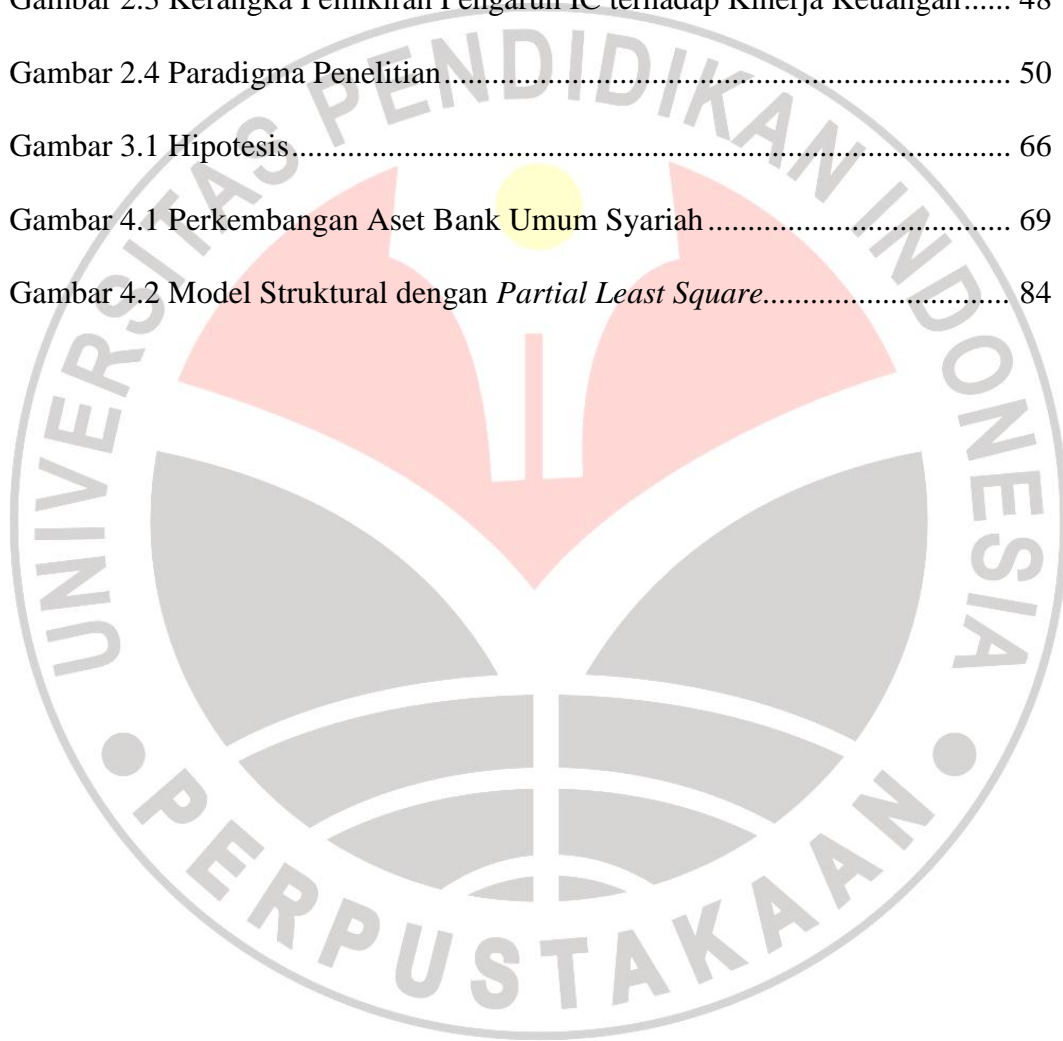 Gambar 2.3 Kerangka Pemikiran Pengaruh IC terhadap Kinerja Keuangan...... 48
Gambar 2.4 Paradigma Penelitian....................................................................... 50
Gambar 3.1 Hipotesis.......................................................................................... 66
Gambar 4.1 Perkembangan Aset Bank Umum Syariah ...................................... 69
Gambar 4.2 Model Struktural dengan Partial Least Square............................... 84
UNIVERSITAS PENDIDIKAN INDONESIA
PERPUSTAKAAN